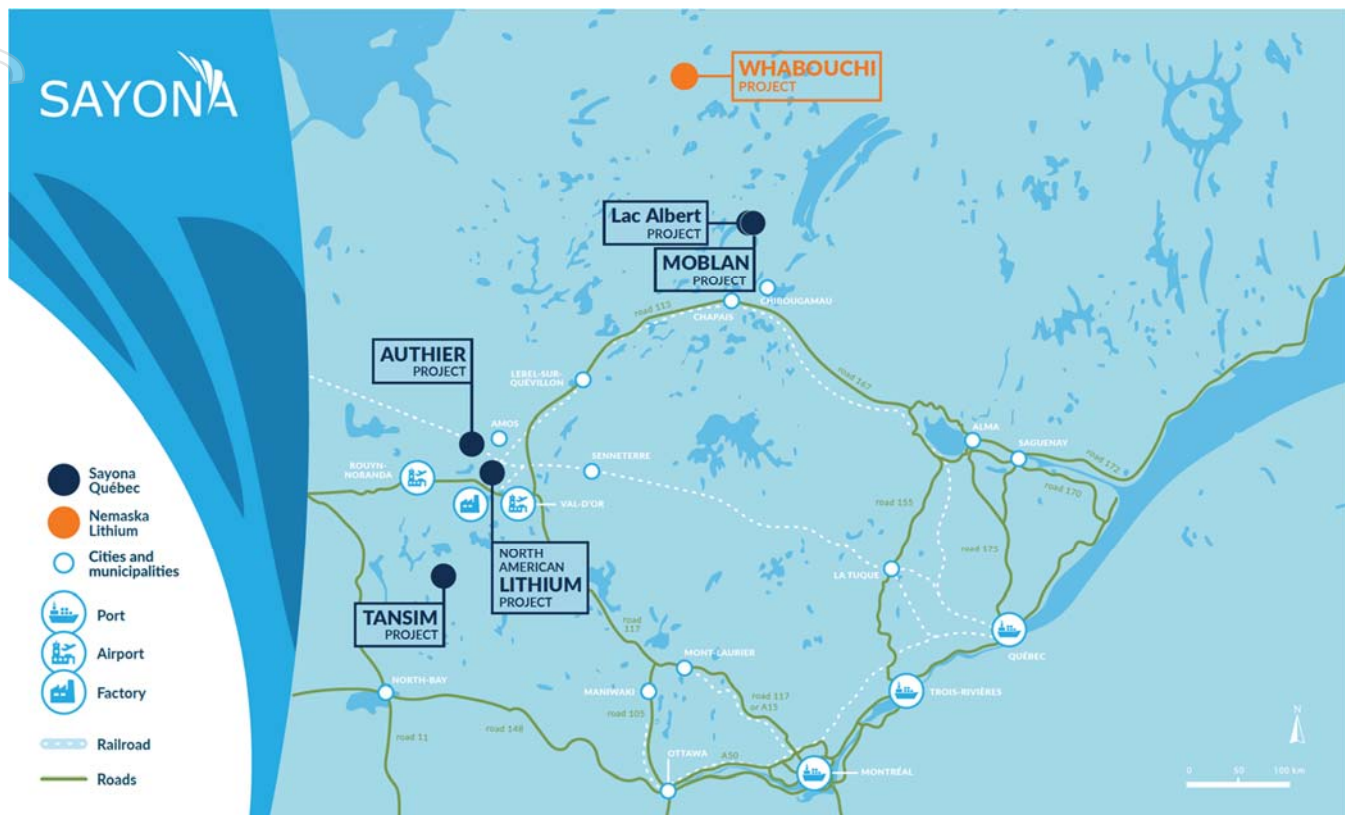 SAYONA
WHABOUCHI
PROJECT
Lac Albert
PROJECT
MOBLAN
PROJECT
CHIBOUGAMAU
road 113
CHAPAIS
AUTHIER
PROJECT
LEBEL-SUR-
QUÉVILLON
road 167
AMOS
ALMA
SAGUENAY
ROUYN-
NORANDA
SENNETERRE
road 172
road 170
VAL-D'OR
road 155
road 175
NORTH
AMERICAN
LITHIUM
PROJECT
LA TUQUE
TANSIM
PROJECT
road
117
QUÉBEC
MONT-LAURIER
NORTH-BAY
MANIWAKI
TROIS-RIVIÈRES
road 117
or A15
road 105
road 148
road 11
OTTAWA
A50
MONTRÉAL
N
0 50 100 km
Sayona
Québec
Nemaska
Lithium
Cities and
municipalities
Port
Airport
Factory
Railroad
Roads